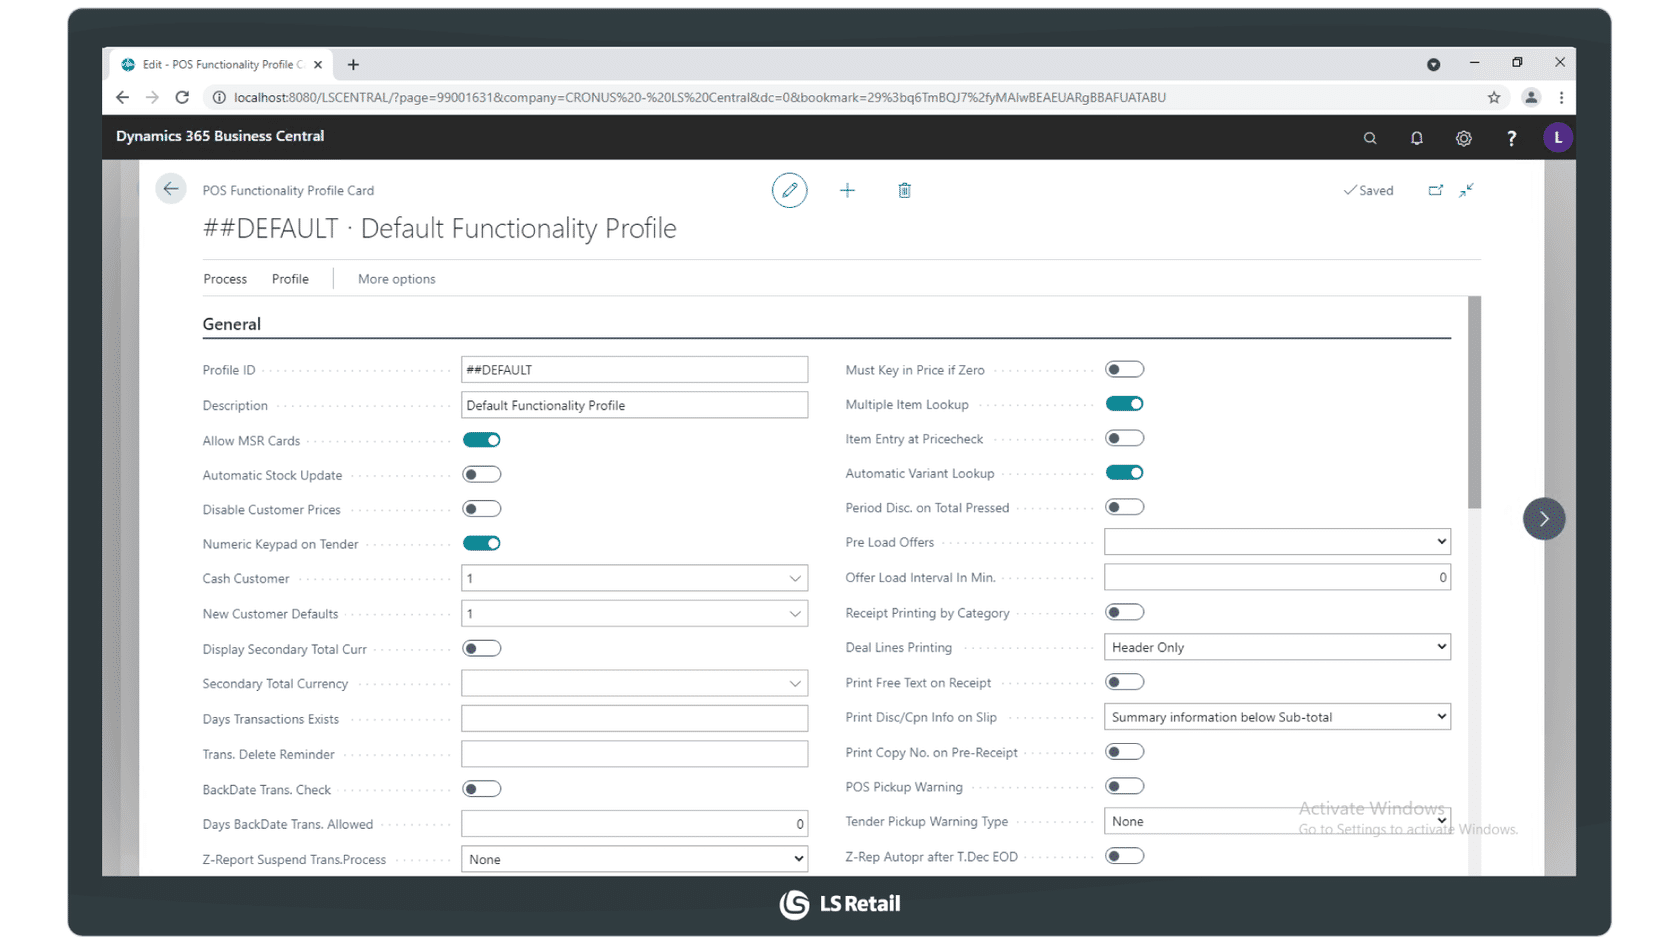 Edit - POS Functionality Profile C
localhost:8080/LSCENTRAL/?page=99001631&company=CRONUS%20-%20LS%20Central&dc=0&bookmark=29%3bq6TmBQJ7%2fyMAIwBEAEUARgBBAFUATABU
Dynamics 365 Business Central
?
L
POS Functionality Profile Card
Saved
##DEFAULT · Default Functionality Profile
Process Profile More options
General
Profile ID ##DEFAULT
Description Default Functionality Profile
Allow MSR Cards
Automatic Stock Update
Disable Customer Prices
Numeric Keypad on Tender
Cash Customer 1
New Customer Defaults 1
Display Secondary Total Curr
Secondary Total Currency
Days Transactions Exists
Trans. Delete Reminder
BackDate Trans. Check
Days BackDate Trans. Allowed 0
Z-Report Suspend Trans.Process None
Must Key in Price if Zero
Multiple Item Lookup
Item Entry at Pricecheck
Automatic Variant Lookup
Period Disc. on Total Pressed
Pre Load Offers
Offer Load Interval In Min. 0
Receipt Printing by Category
Deal Lines Printing Header Only
Print Free Text on Receipt
Print Disc/Cpn Info on Slip Summary information below Sub-total
Print Copy No. on Pre-Receipt
POS Pickup Warning
Tender Pickup Warning Type None
Z-Rep Autopr after T.Dec EOD
Activate Windows
Go to Settings to activate Windows.
LS Retail